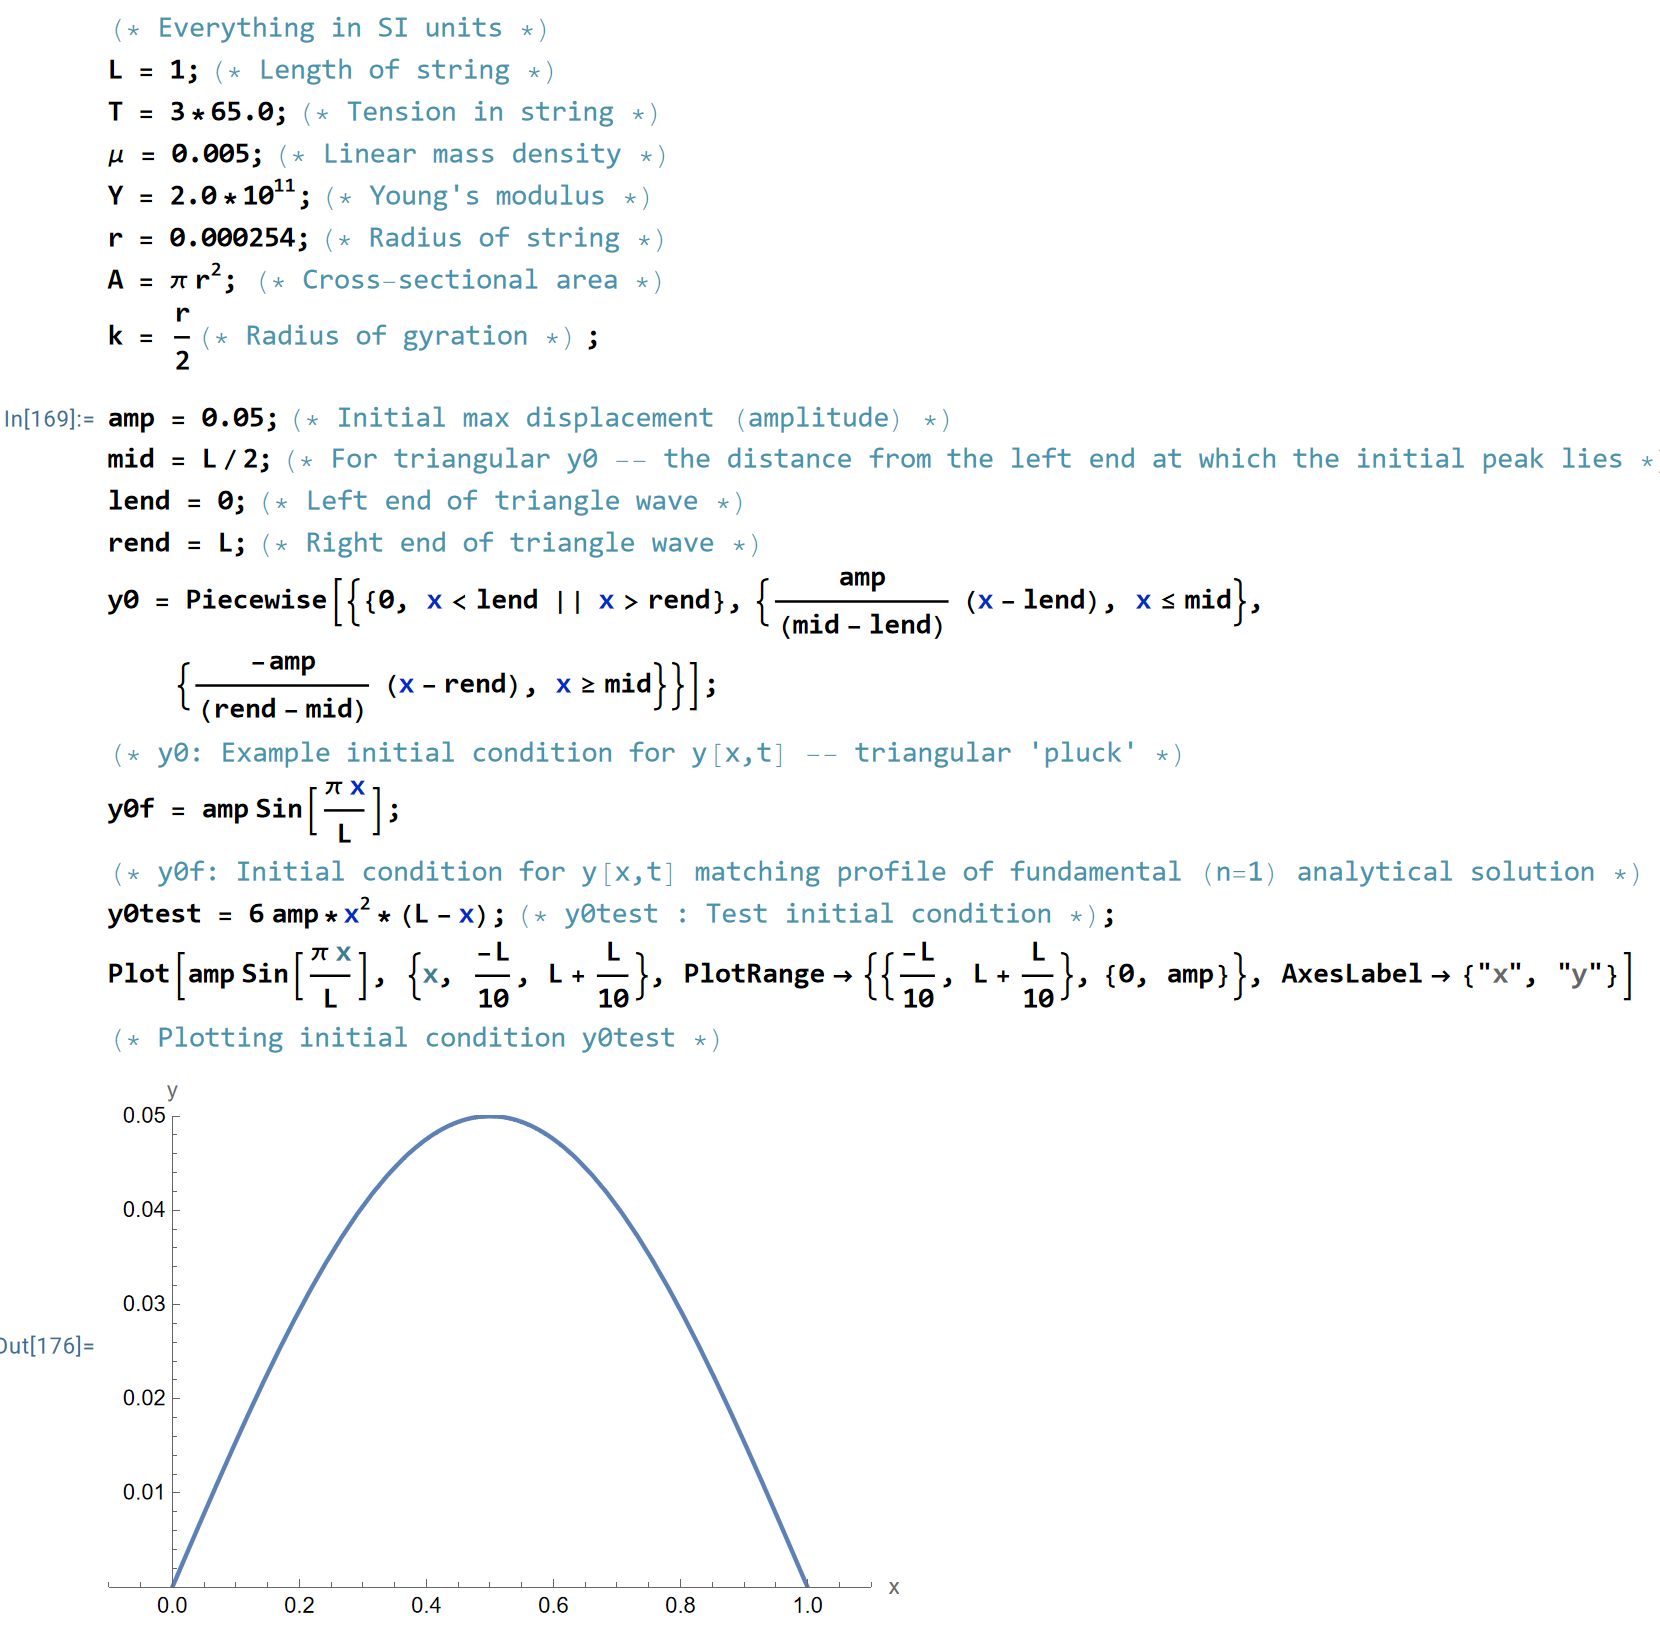 (* Everything in SI units *)
L = 1; (* Length of string *)
T = 3*65.0; (* Tension in string *)
μ = 0.005; (* Linear mass density *)
Y = 2.0*10^11; (* Young's modulus *)
r = 0.000254; (* Radius of string *)
A = π r^2; (* Cross-sectional area *)
k = r/2 (* Radius of gyration *) ;
In[169]:= amp = 0.05; (* Initial max displacement (amplitude) *)
mid = L/2; (* For triangular y0 -- the distance from the left end at which the initial peak lies *)
lend = 0; (* Left end of triangle wave *)
rend = L; (* Right end of triangle wave *)
y0 = Piecewise[{{0, x < lend || x > rend}, {amp/(mid - lend) (x - lend), x ≤ mid},
{-amp/(rend - mid) (x - rend), x ≥ mid}}];
(* y0: Example initial condition for y[x,t] -- triangular 'pluck' *)
y0f = amp Sin[π x/L];
(* y0f: Initial condition for y[x,t] matching profile of fundamental (n=1) analytical solution *)
y0test = 6 amp*x^2*(L - x); (* y0test : Test initial condition *);
Plot[amp Sin[π x/L], {x, -L/10, L + L/10}, PlotRange → {{-L/10, L + L/10}, {0, amp}}, AxesLabel → {"x", "y"}]
(* Plotting initial condition y0test *)
y
0.05
0.04
0.03
Out[176]=
0.02
0.01
x
0.0 0.2 0.4 0.6 0.8 1.0